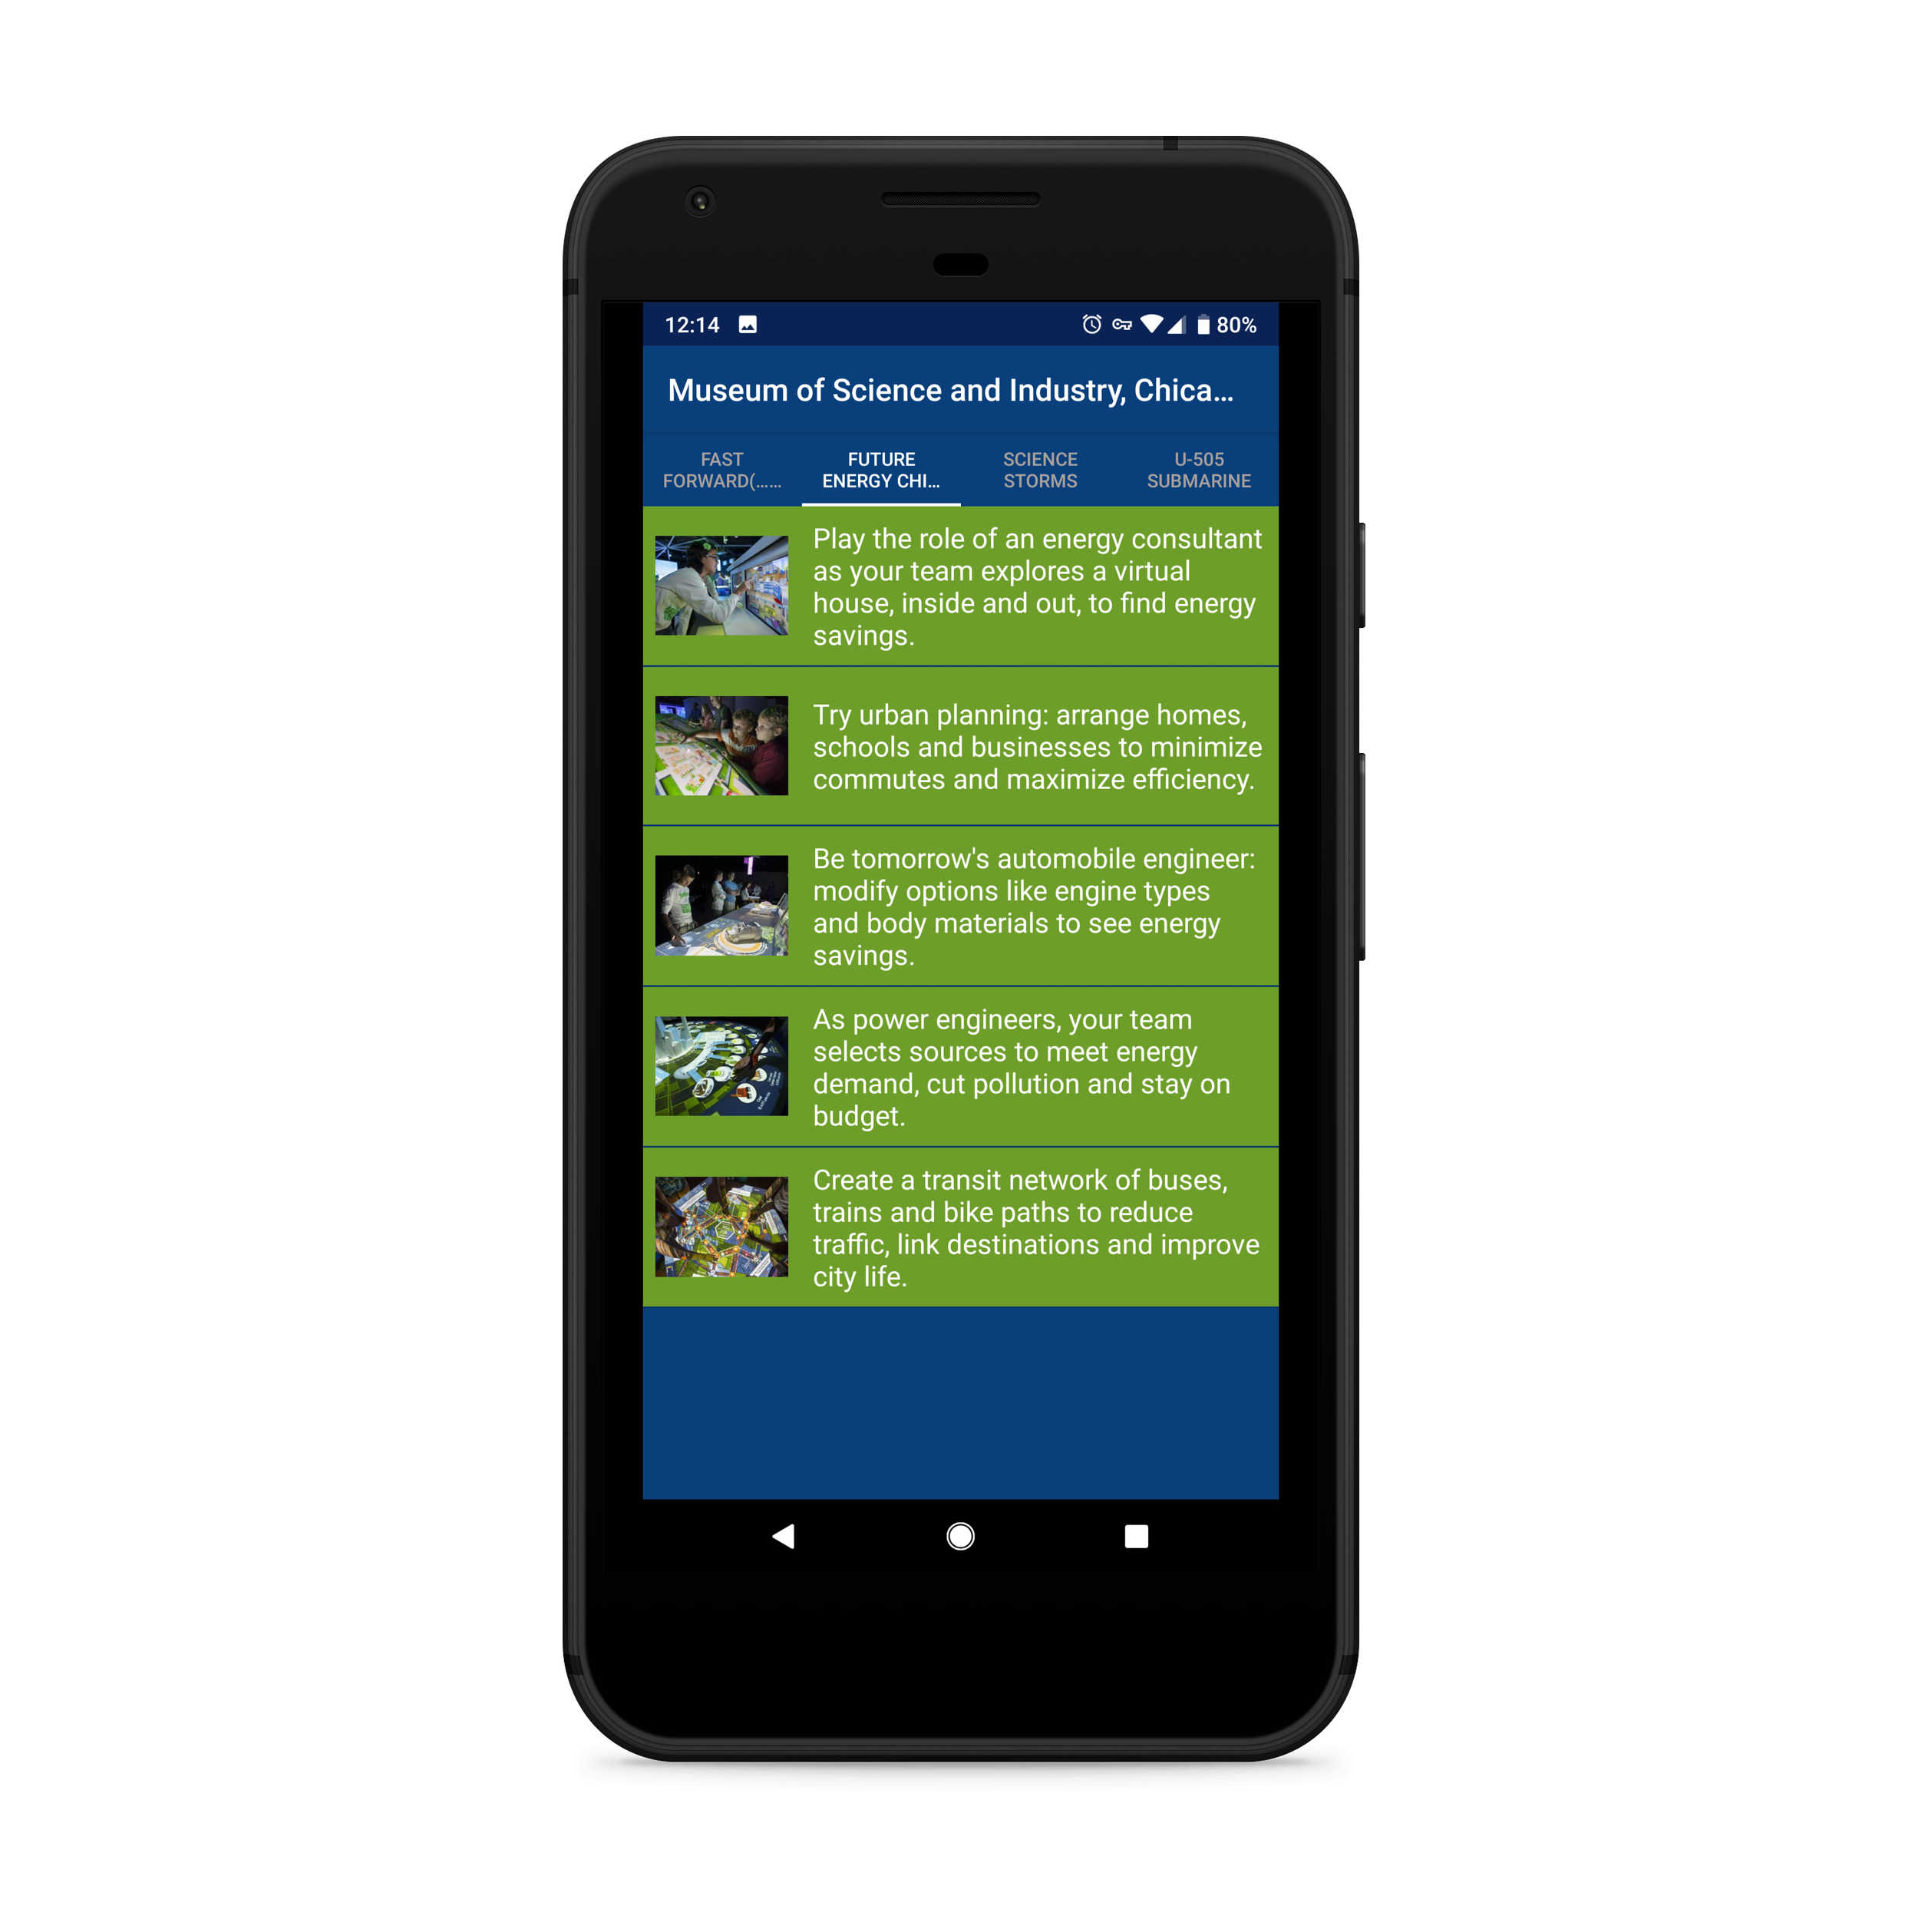 12:14
80%
Museum of Science and Industry, Chica...
FAST
FORWARD(......
FUTURE
ENERGY CHI...
SCIENCE
STORMS
U-505
SUBMARINE
Play the role of an energy consultant
as your team explores a virtual
house, inside and out, to find energy
savings.
Try urban planning: arrange homes,
schools and businesses to minimize
commutes and maximize efficiency.
Be tomorrow's automobile engineer:
modify options like engine types
and body materials to see energy
savings.
As power engineers, your team
selects sources to meet energy
demand, cut pollution and stay on
budget.
Create a transit network of buses,
trains and bike paths to reduce
traffic, link destinations and improve
city life.